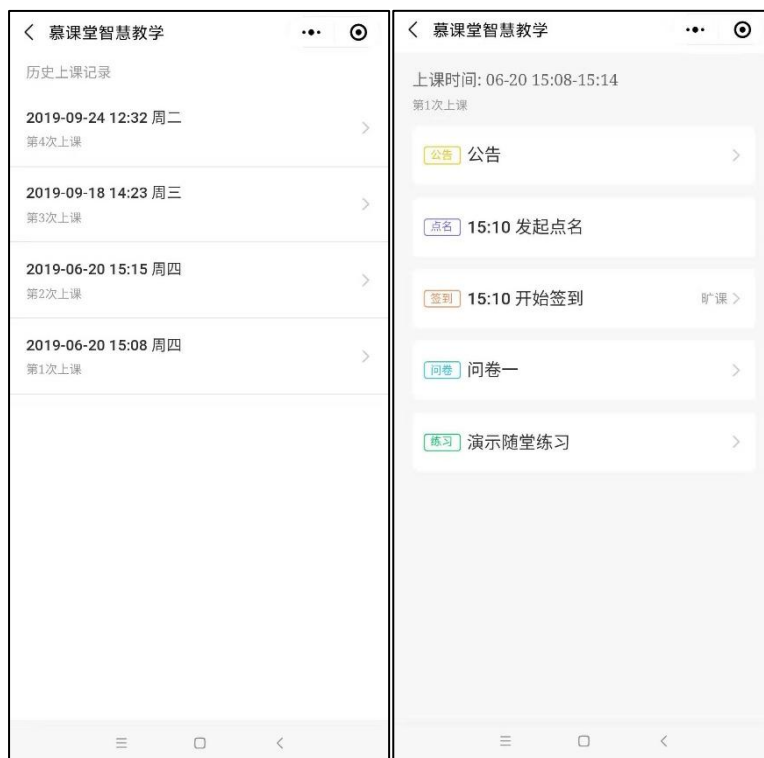 慕课堂智慧教学
历史上课记录
2019-09-24 12:32 周二
第4次上课
2019-09-18 14:23 周三
第3次上课
2019-06-20 15:15 周四
第2次上课
2019-06-20 15:08 周四
第1次上课
慕课堂智慧教学
上课时间: 06-20 15:08-15:14
第1次上课
公告 公告
点名 15:10 发起点名
签到 15:10 开始签到 旷课
问卷 问卷一
练习 演示随堂练习